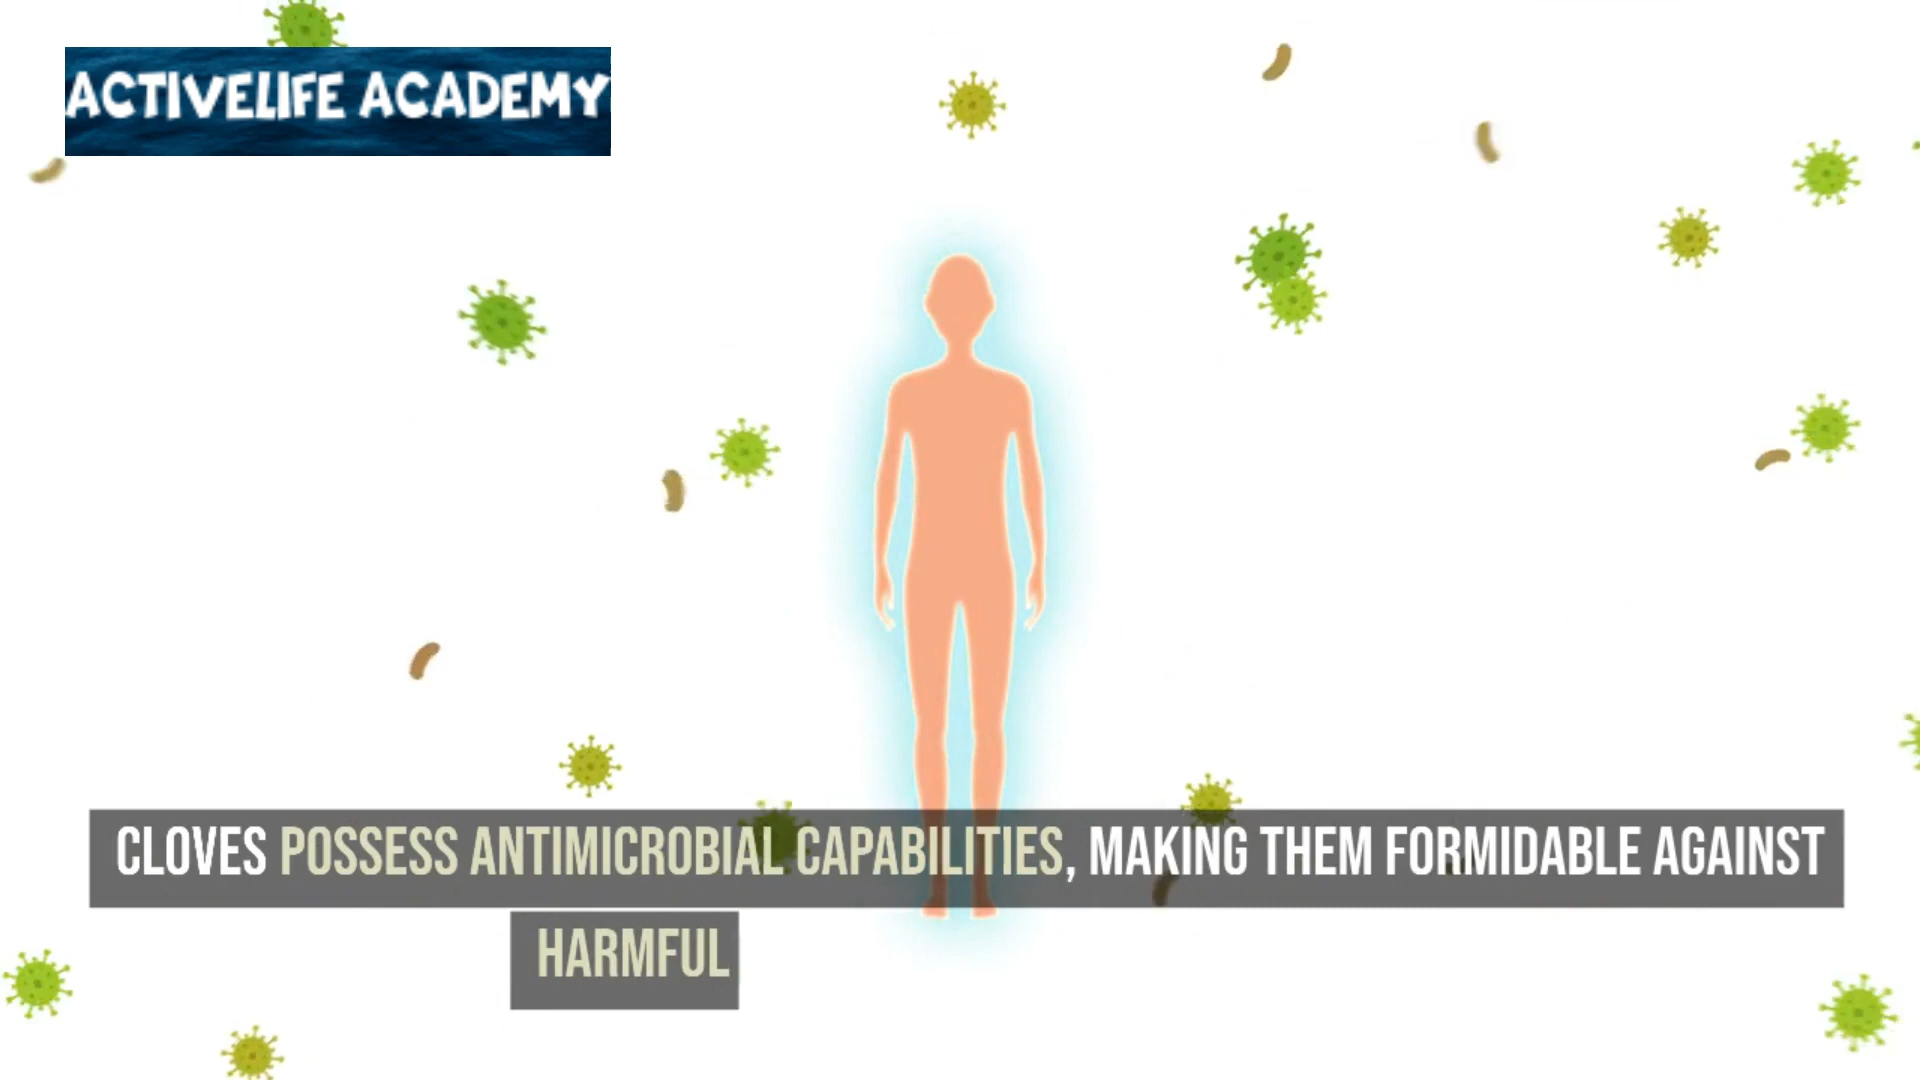 ACTIVELIFE ACADEMY
CLOVES POSSESS ANTIMICROBIAL CAPABILITIES, MAKING THEM FORMIDABLE AGAINST
HARMFUL